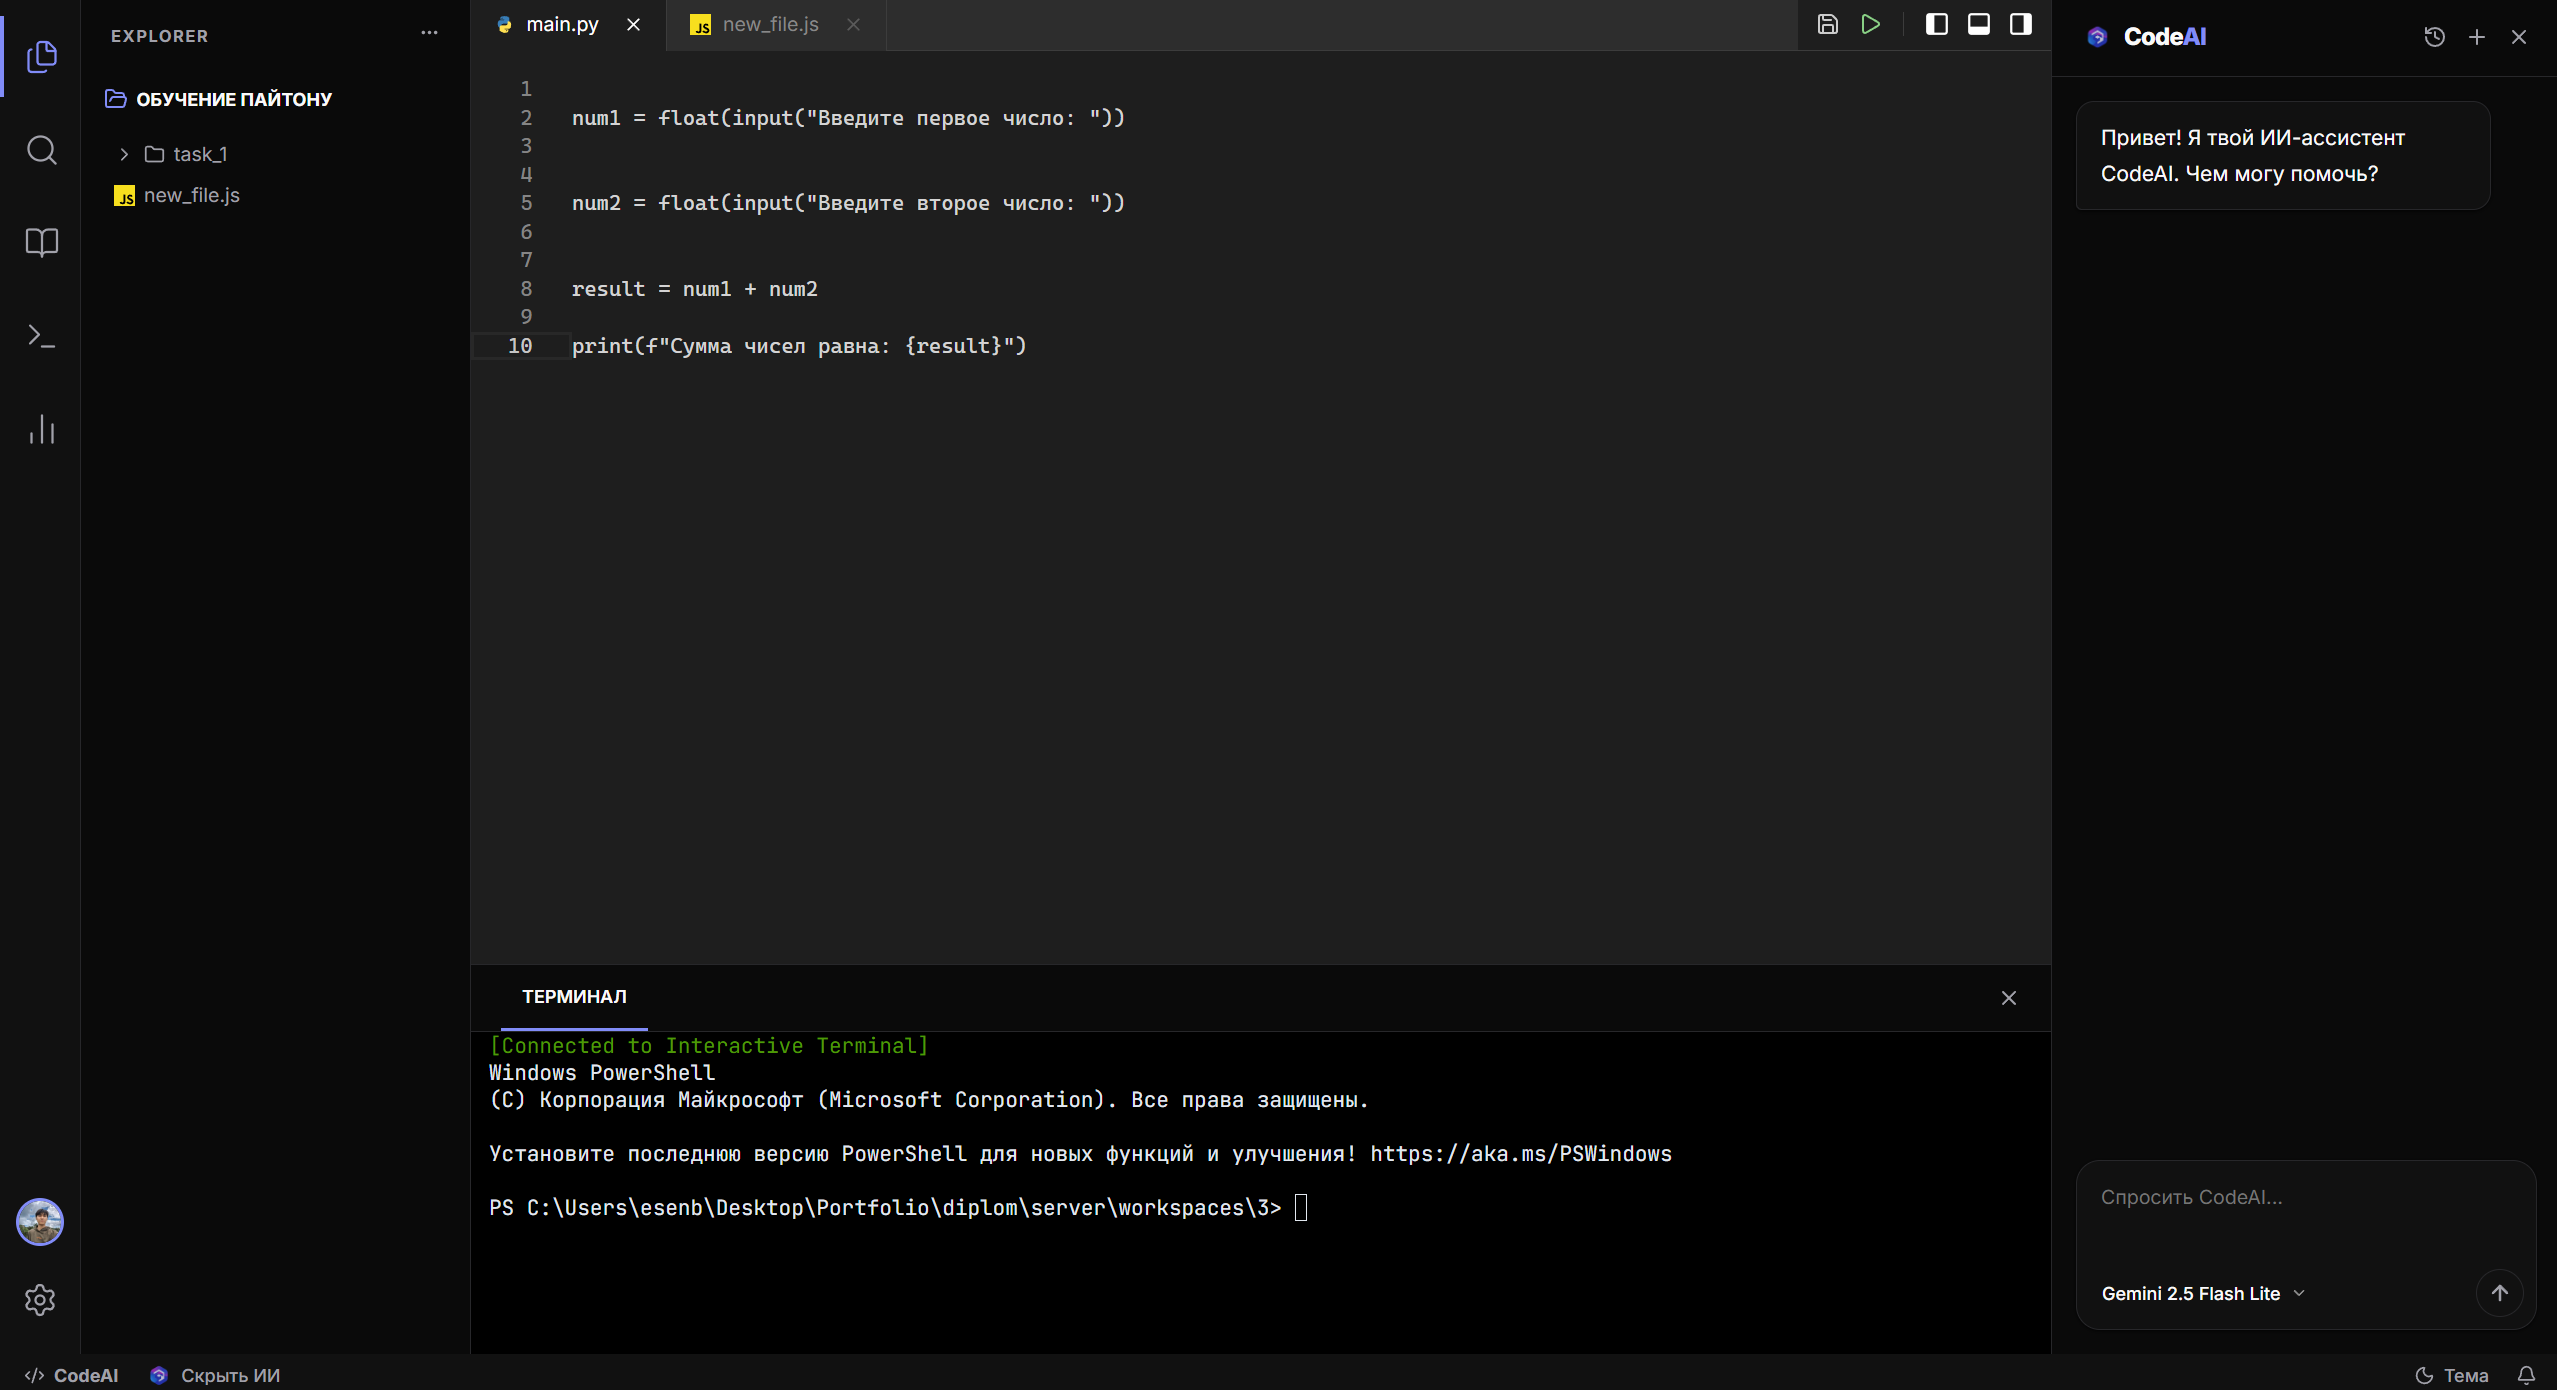 EXPLORER
ОБУЧЕНИЕ ПАЙТОНУ
task_1
JS new_file.js
main.py
JS new_file.js
1
2 num1 = float(input("Введите первое число: "))
3
4
5 num2 = float(input("Введите второе число: "))
6
7
8 result = num1 + num2
9
10 print(f"Сумма чисел равна: {result}")
ТЕРМИНАЛ
[Connected to Interactive Terminal]
Windows PowerShell
(C) Корпорация Майкрософт (Microsoft Corporation). Все права защищены.
Установите последнюю версию PowerShell для новых функций и улучшения! https://aka.ms/PSWindows
PS C:\Users\esenb\Desktop\Portfolio\diplom\server\workspaces\3>
CodeAI
Привет! Я твой ИИ-ассистент
CodeAI. Чем могу помочь?
Спросить CodeAI...
Gemini 2.5 Flash Lite
CodeAI
Скрыть ИИ
Тема